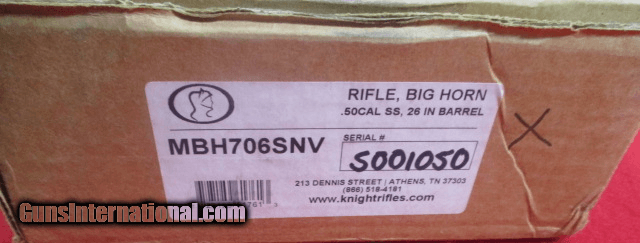 RIFLE, BIG HORN
.50CAL SS, 26 IN BARREL
MBH706SNV
SERIAL #
S001050
X
213 DENNIS STREET | ATHENS, TN 37303
(866) 518-4181
www.knightrifles.com
GunsInternational.com